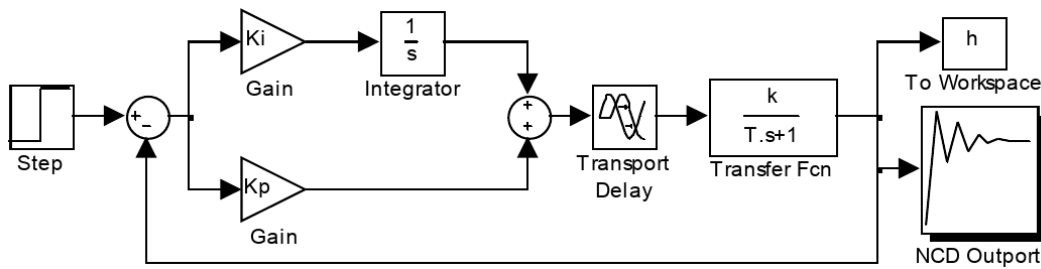 Step
+
−
Ki
Gain
1
s
Integrator
Kp
Gain
+
+
Transport
Delay
k
T.s+1
Transfer Fcn
h
To Workspace
NCD Outport